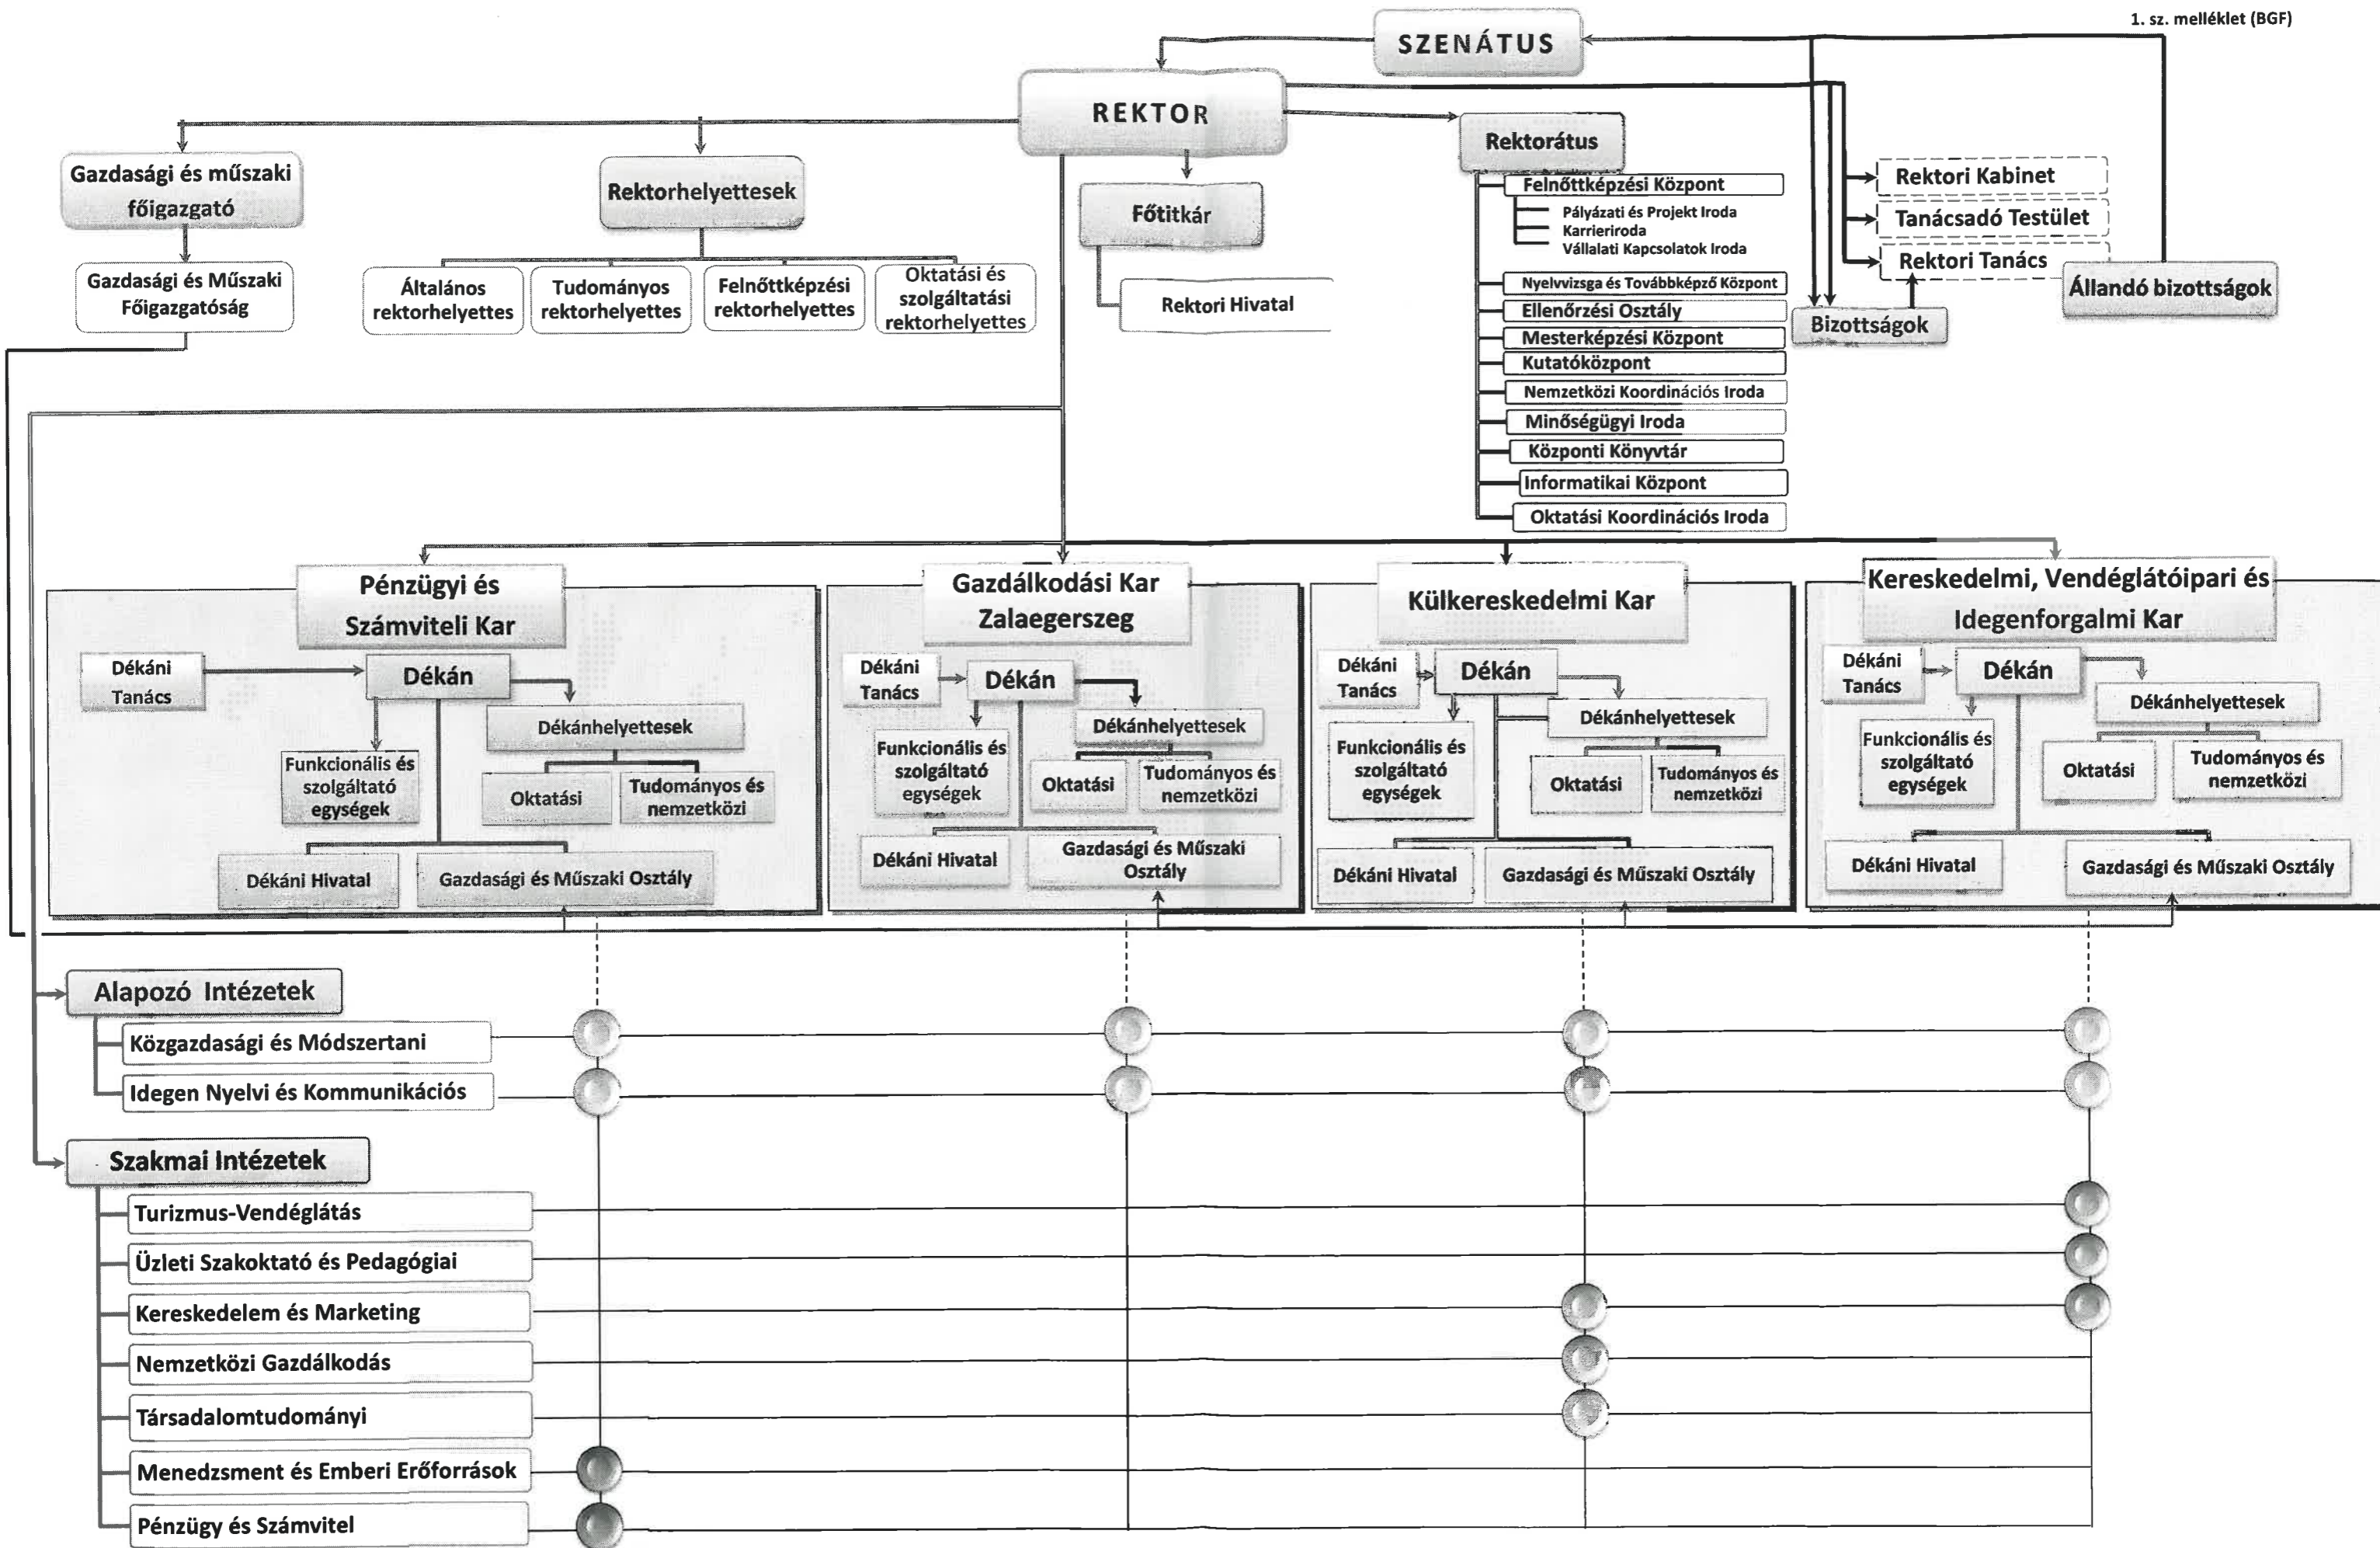 1. sz. melléklet (BGF)
SZENÁTUS
REKTOR
Gazdasági és műszaki
főigazgató
Rektorhelyettesek
Főtitkár
Rektorátus
Gazdasági és Műszaki
Főigazgatóság
Általános
rektorhelyettes
Tudományos
rektorhelyettes
Felnőttképzési
rektorhelyettes
Oktatási és
szolgáltatási
rektorhelyettes
Rektori Hivatal
Felnőttképzési Központ
Pályázati és Projekt Iroda
Karrieriroda
Vállalati Kapcsolatok Iroda
Nyelvvizsga és Továbbképző Központ
Ellenőrzési Osztály
Mesterképzési Központ
Kutatóközpont
Nemzetközi Koordinációs Iroda
Minőségügyi Iroda
Központi Könyvtár
Informatikai Központ
Oktatási Koordinációs Iroda
Rektori Kabinet
Tanácsadó Testület
Rektori Tanács
Állandó bizottságok
Bizottságok
Pénzügyi és
Számviteli Kar
Dékáni
Tanács
Dékán
Dékánhelyettesek
Funkcionális és
szolgáltató
egységek
Oktatási
Tudományos és
nemzetközi
Dékáni Hivatal
Gazdasági és Műszaki Osztály
Gazdálkodási Kar
Zalaegerszeg
Dékáni
Tanács
Dékán
Dékánhelyettesek
Funkcionális és
szolgáltató
egységek
Oktatási
Tudományos és
nemzetközi
Dékáni Hivatal
Gazdasági és Műszaki
Osztály
Külkereskedelmi Kar
Dékáni
Tanács
Dékán
Dékánhelyettesek
Funkcionális és
szolgáltató
egységek
Oktatási
Tudományos és
nemzetközi
Dékáni Hivatal
Gazdasági és Műszaki Osztály
Kereskedelmi, Vendéglátóipari és
Idegenforgalmi Kar
Dékáni
Tanács
Dékán
Dékánhelyettesek
Funkcionális és
szolgáltató
egységek
Oktatási
Tudományos és
nemzetközi
Dékáni Hivatal
Gazdasági és Műszaki Osztály
Alapozó Intézetek
Közgazdasági és Módszertani
Idegen Nyelvi és Kommunikációs
Szakmai Intézetek
Turizmus-Vendéglátás
Üzleti Szakoktató és Pedagógiai
Kereskedelem és Marketing
Nemzetközi Gazdálkodás
Társadalomtudományi
Menedzsment és Emberi Erőforrások
Pénzügy és Számvitel